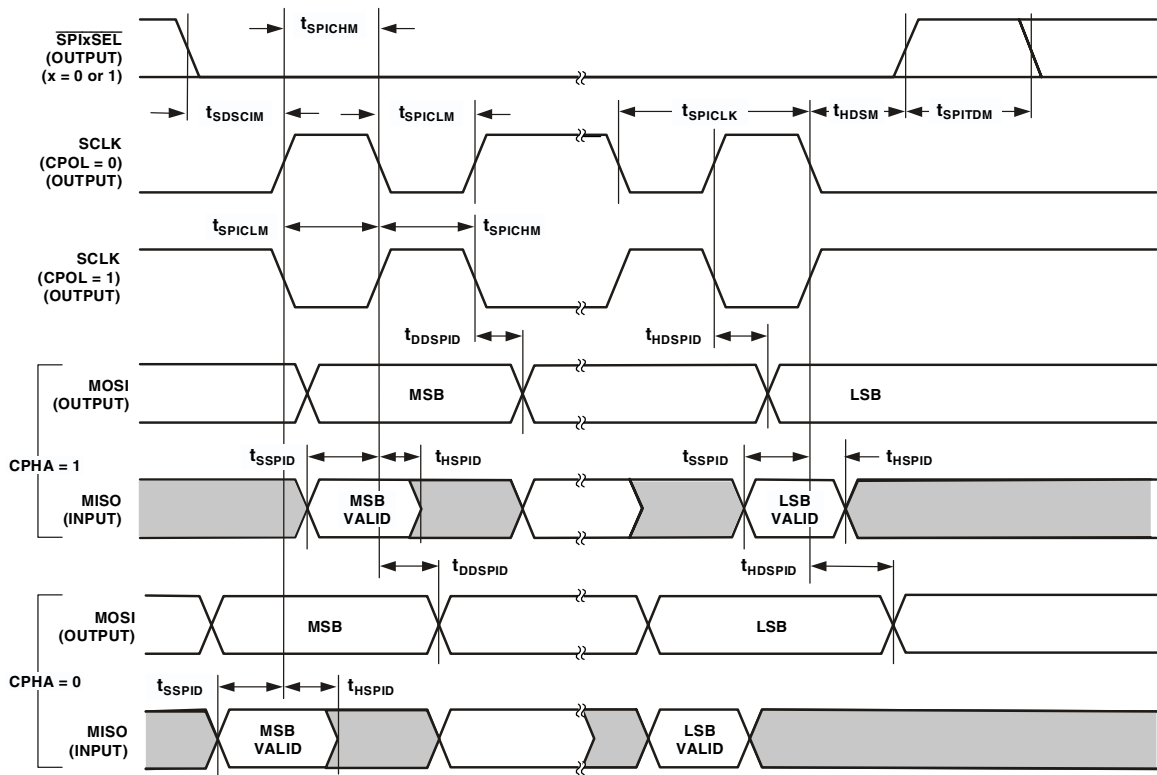 SPIxSEL
(OUTPUT)
(x = 0 or 1)
tSPICHM
tSDSCIM
tSPICLM
tSPICLK
tHDSM
tSPITDM
SCLK
(CPOL = 0)
(OUTPUT)
tSPICLM
tSPICHM
SCLK
(CPOL = 1)
(OUTPUT)
tDDSPID
tHDSPID
CPHA = 1
MOSI
(OUTPUT)
MSB
LSB
tSSPID
tHSPID
tSSPID
tHSPID
MISO
(INPUT)
MSB
VALID
LSB
VALID
tDDSPID
tHDSPID
CPHA = 0
MOSI
(OUTPUT)
MSB
LSB
tSSPID
tHSPID
MISO
(INPUT)
MSB
VALID
LSB
VALID